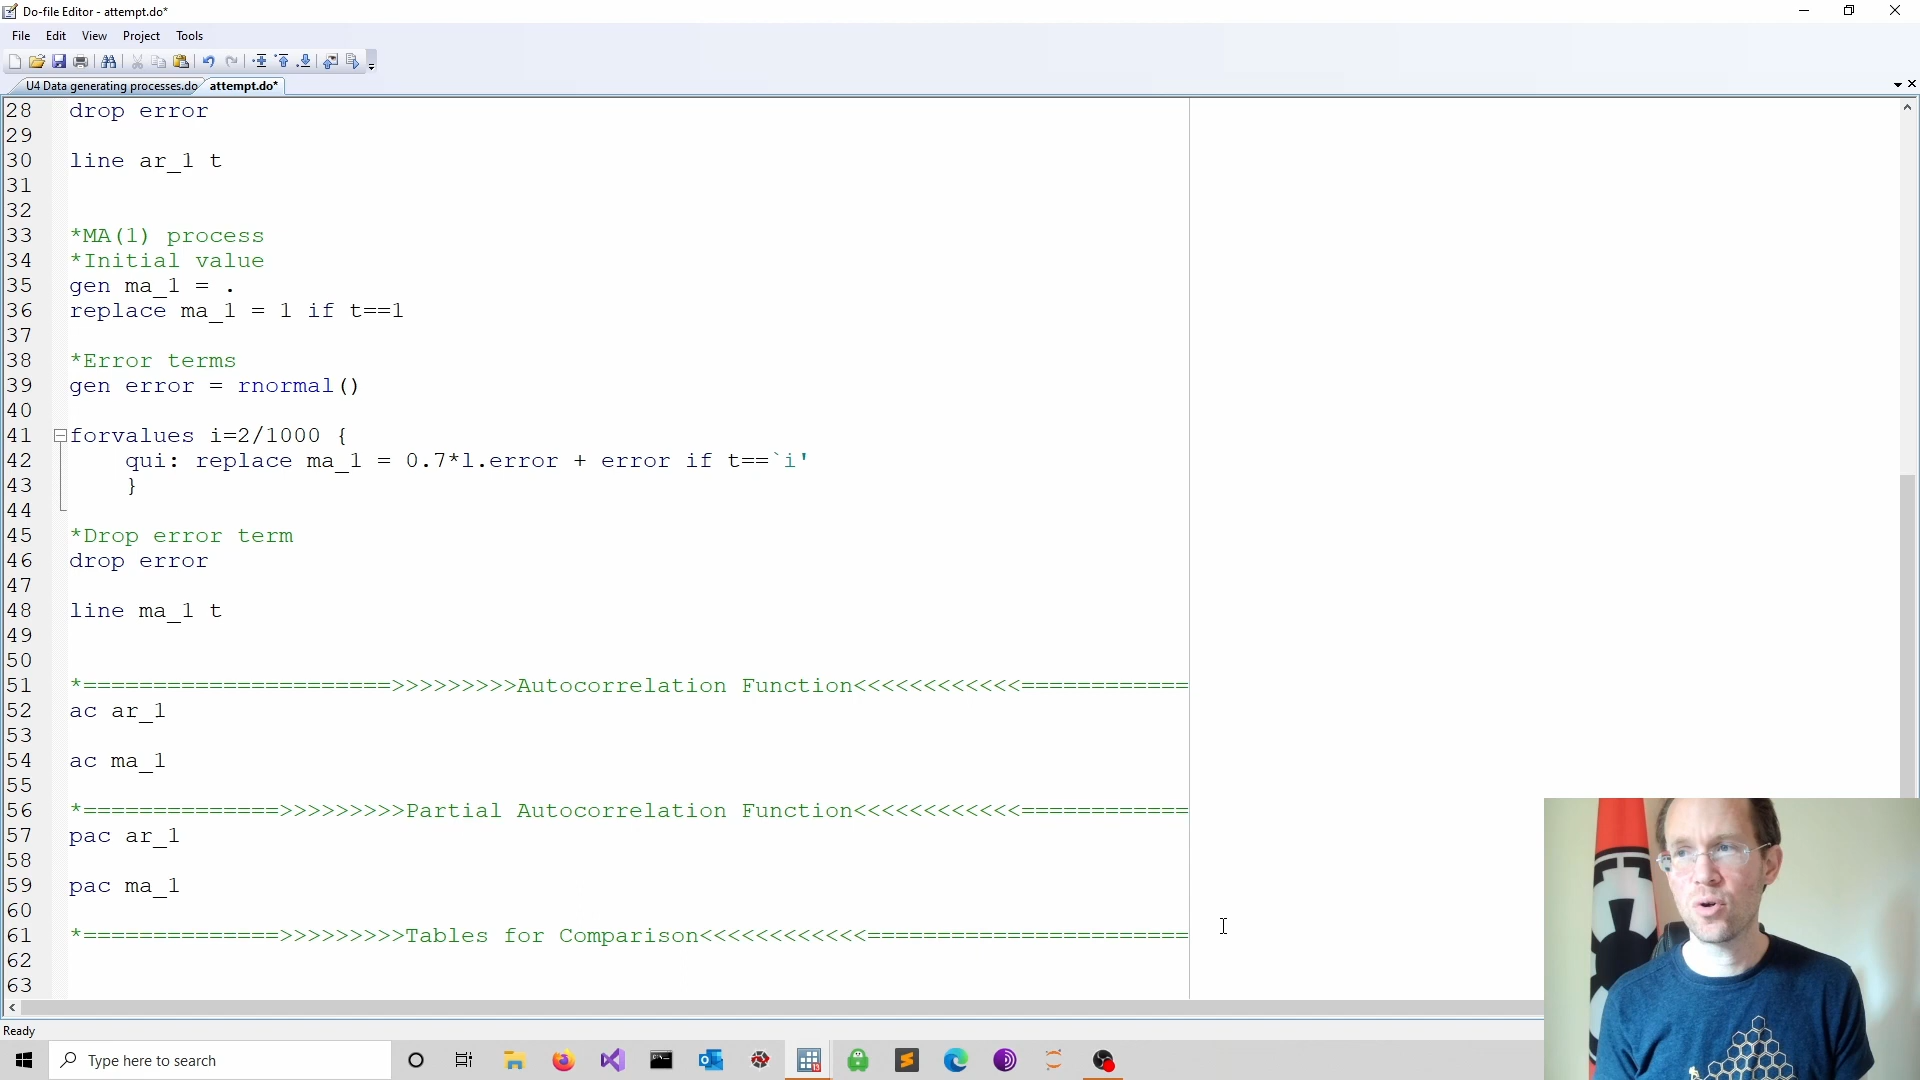 Do-file Editor - attempt.do*
File Edit View Project Tools
U4 Data generating processes.do attempt.do*
28 drop error
29
30 line ar_1 t
31
32
33 *MA(1) process
34 *Initial value
35 gen ma_1 = .
36 replace ma_1 = 1 if t==1
37
38 *Error terms
39 gen error = rnormal()
40
41 forvalues i=2/1000 {
42 qui: replace ma_1 = 0.7*l.error + error if t==`i'
43 }
44
45 *Drop error term
46 drop error
47
48 line ma_1 t
49
50
51 *======================>>>>>>>>>Autocorrelation Function<<<<<<<<<<<<============
52 ac ar_1
53
54 ac ma_1
55
56 *==============>>>>>>>>>Partial Autocorrelation Function<<<<<<<<<<<<============
57 pac ar_1
58
59 pac ma_1
60
61 *==============>>>>>>>>>Tables for Comparison<<<<<<<<<<<<=======================
62
63
Ready
Type here to search